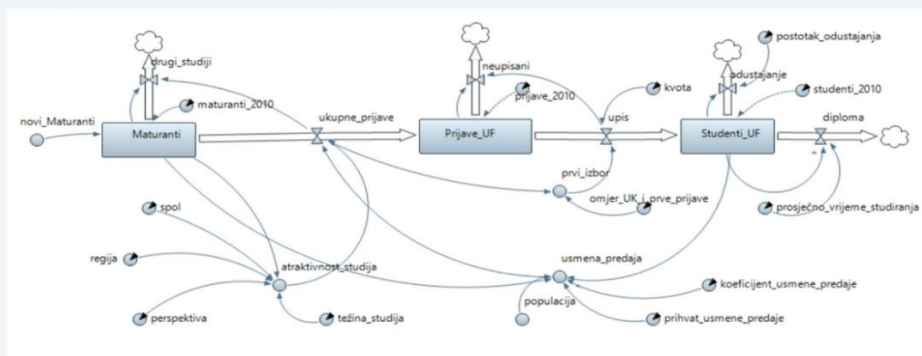 postotak_odustajanja
drugi_studiji
neupisani
odustajanje
maturanti_2010
prijave_2010
kvota
studenti_2010
novi_Maturanti
ukupne_prijave
upis
diploma
Maturanti
Prijave_UF
Studenti_UF
prvi_izbor
omjer_UK_i_prve_prijave
prosječno_vrijeme_studiranja
spol
regija
atraktivnost_studija
usmena_predaja
koeficijent_usmene_predaje
populacija
perspektiva
težina_studija
prihvat_usmene_predaje